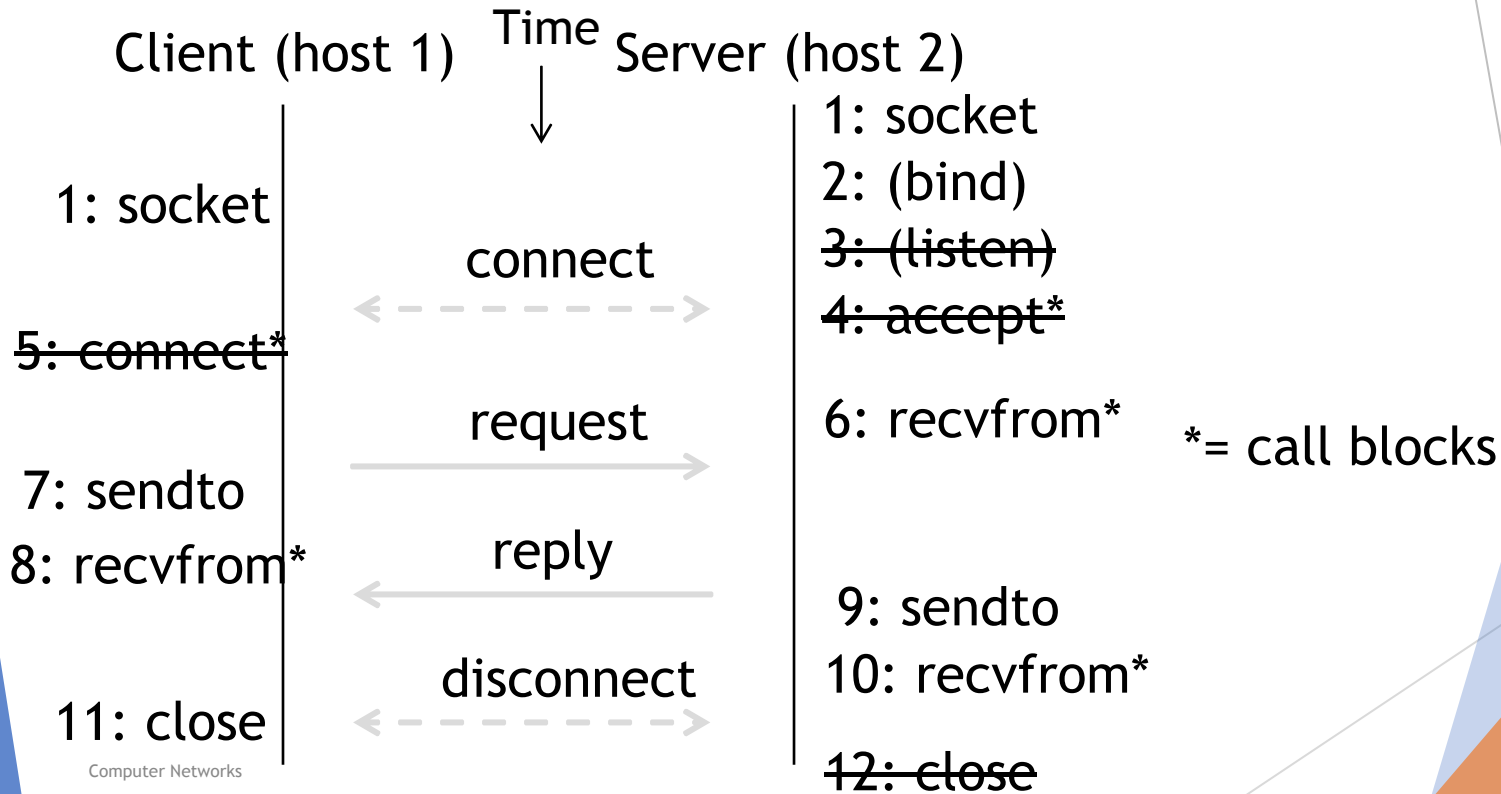 Client (host 1)
Time
Server (host 2)
1: socket
2: (bind)
1: socket
3: (listen)
connect
4: accept*
5: connect*
request
6: recvfrom*
*= call blocks
7: sendto
reply
8: recvfrom*
9: sendto
disconnect
10: recvfrom*
11: close
12: close
Computer Networks